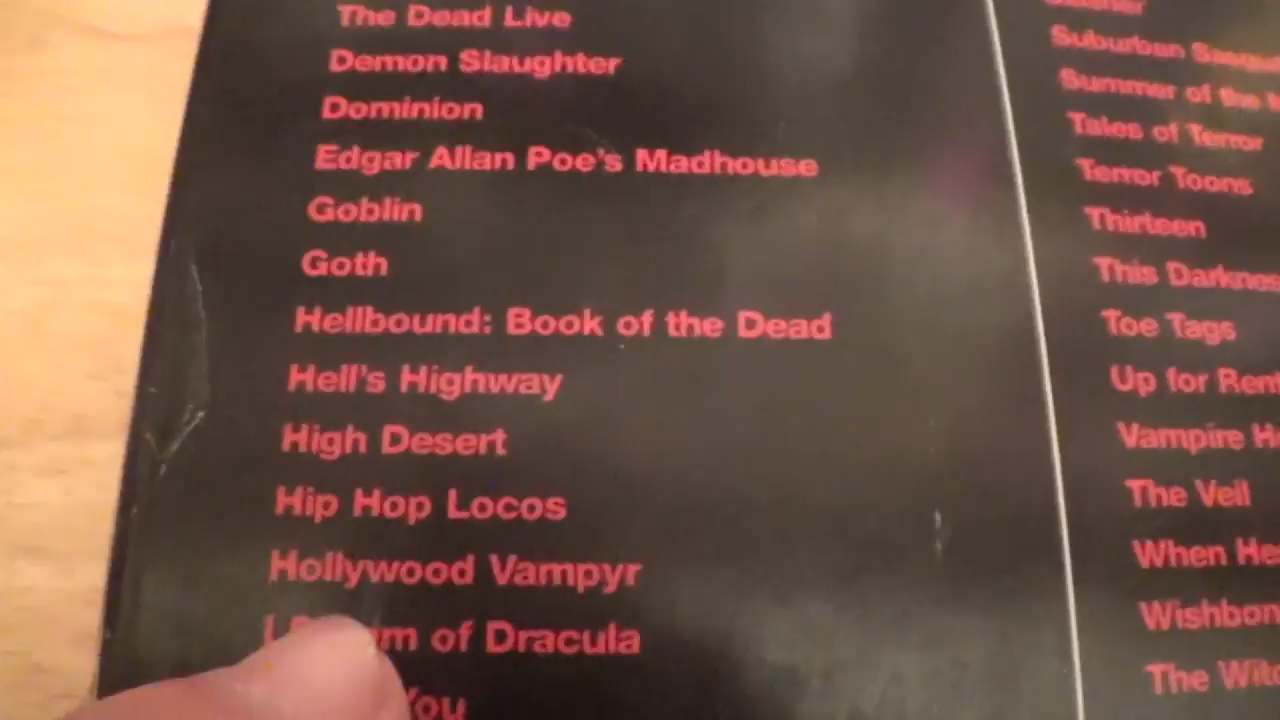 The Dead Live
Demon Slaughter
Dominion
Edgar Allan Poe's Madhouse
Goblin
Goth
Hellbound: Book of the Dead
Hell's Highway
High Desert
Hip Hop Locos
Hollywood Vampyr
of Dracula
You
Suburban
Summer of the
Tales of Terror
Terror Toons
Thirteen
This
Toe Tags
Up for
Vampire
The Veil
When
The